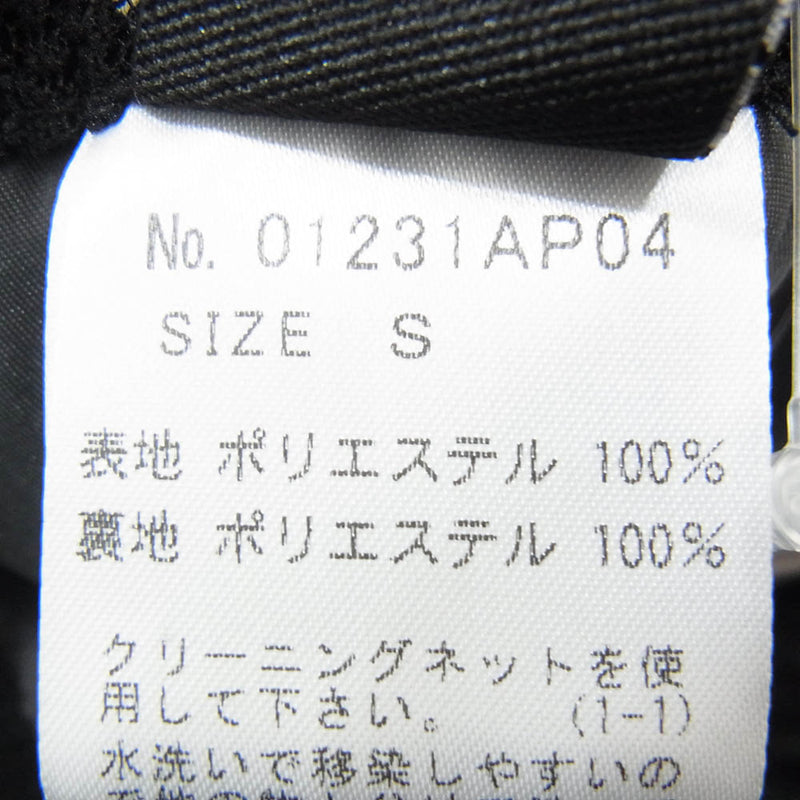 No. 01231AP04
SIZE S
表地 ポリエステル 100%
裏地 ポリエステル 100%
クリーニングネットを使
用して下さい。 (1-1)
水洗いで移染しやすいの